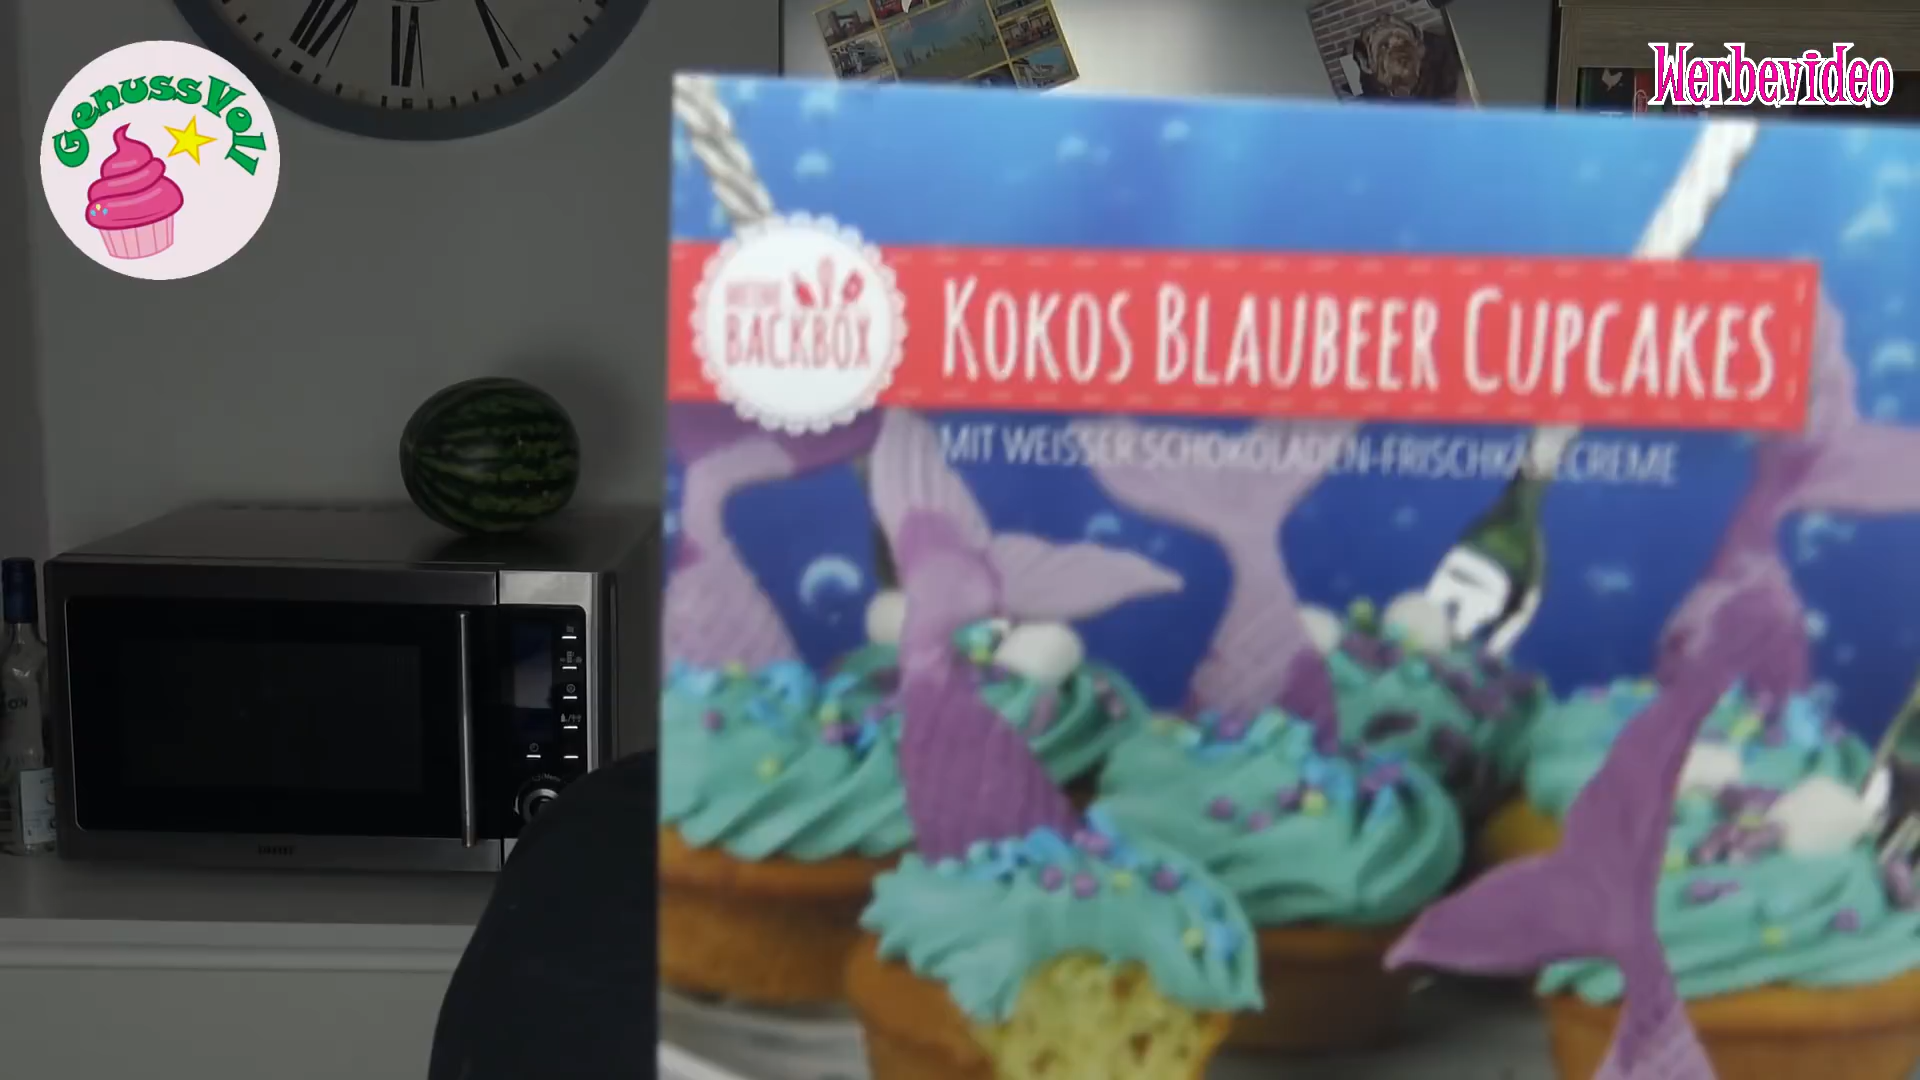 GenussVoll
Werbevideo
MEINE
BACKBOX
KOKOS BLAUBEER CUPCAKES
MIT WEISSER SCHOKOLADEN-FRISCHKÄSECREME